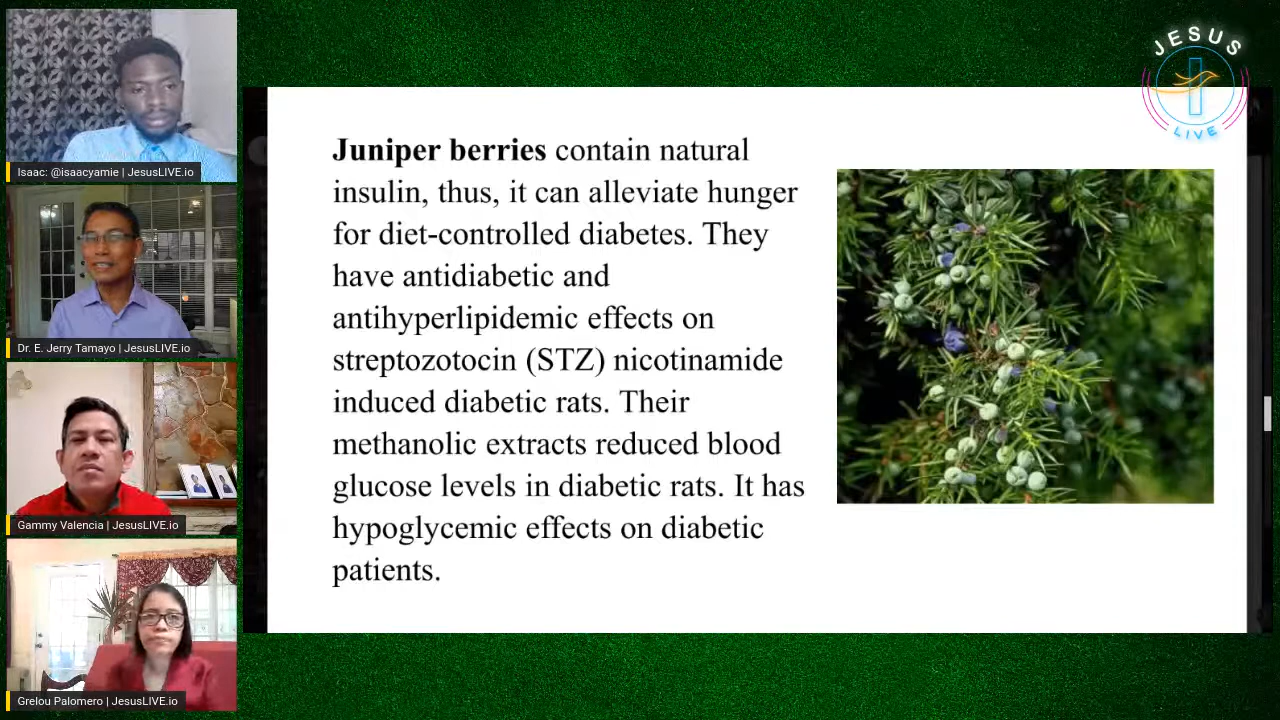 Isaac: @isaacyamie | JesusLIVE.io
Dr. E. Jerry Tamayo | JesusLIVE.io
Gammy Valencia | JesusLIVE.io
Grelou Palomero | JesusLIVE.io
Juniper berries contain natural
insulin, thus, it can alleviate hunger
for diet-controlled diabetes. They
have antidiabetic and
antihyperlipidemic effects on
streptozotocin (STZ) nicotinamide
induced diabetic rats. Their
methanolic extracts reduced blood
glucose levels in diabetic rats. It has
hypoglycemic effects on diabetic
patients.
JESUS
LIVE